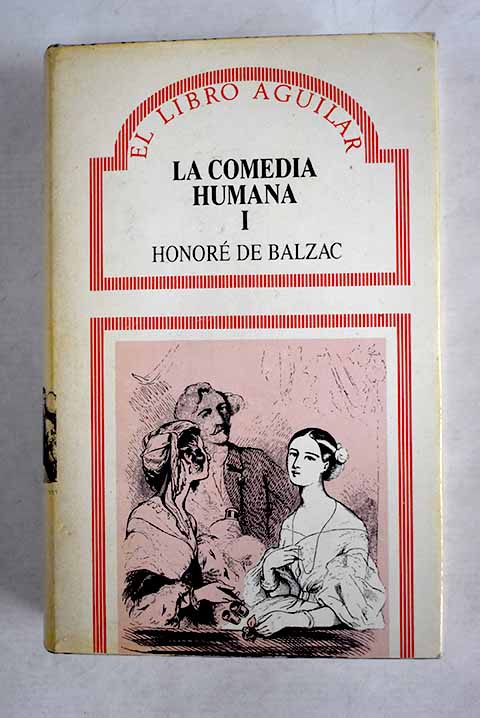 EL LIBRO AGUILAR
LA COMEDIA
HUMANA
I
HONORÉ DE BALZAC